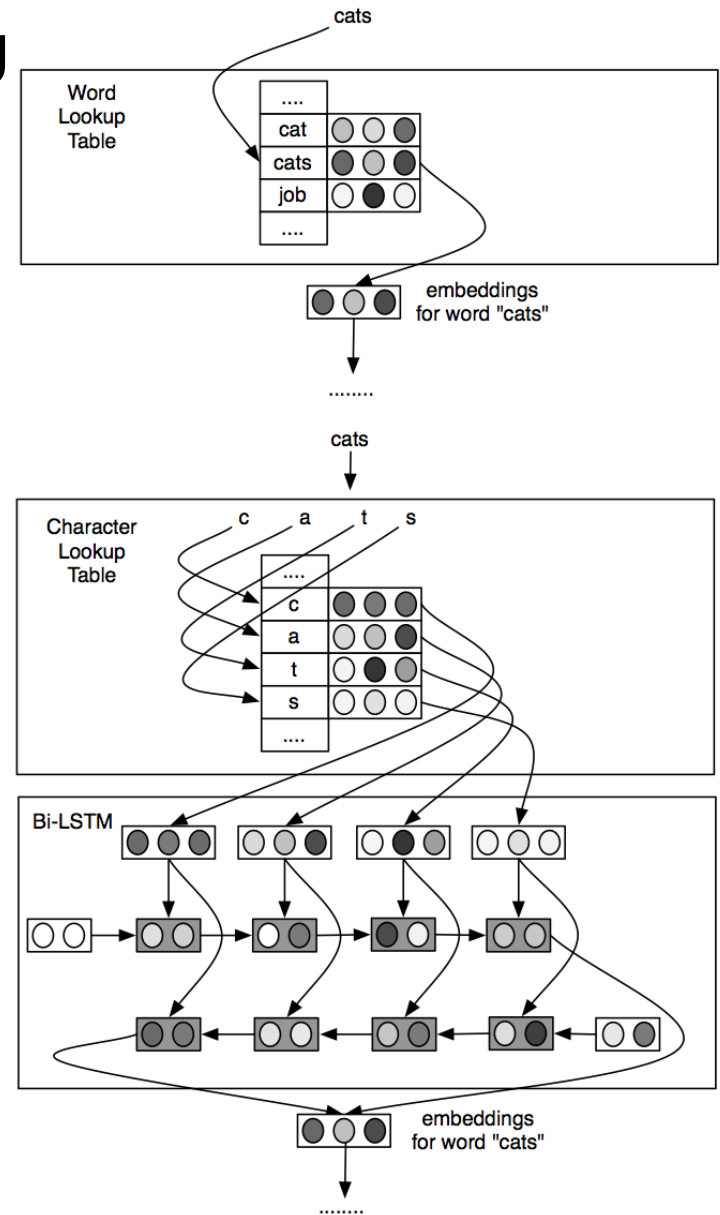 cats
Word
Lookup
Table
....
cat
cats
job
....
embeddings
for word "cats"
........
cats
c a t s
Character
Lookup
Table
....
c
a
t
s
....
Bi-LSTM
embeddings
for word "cats"
........